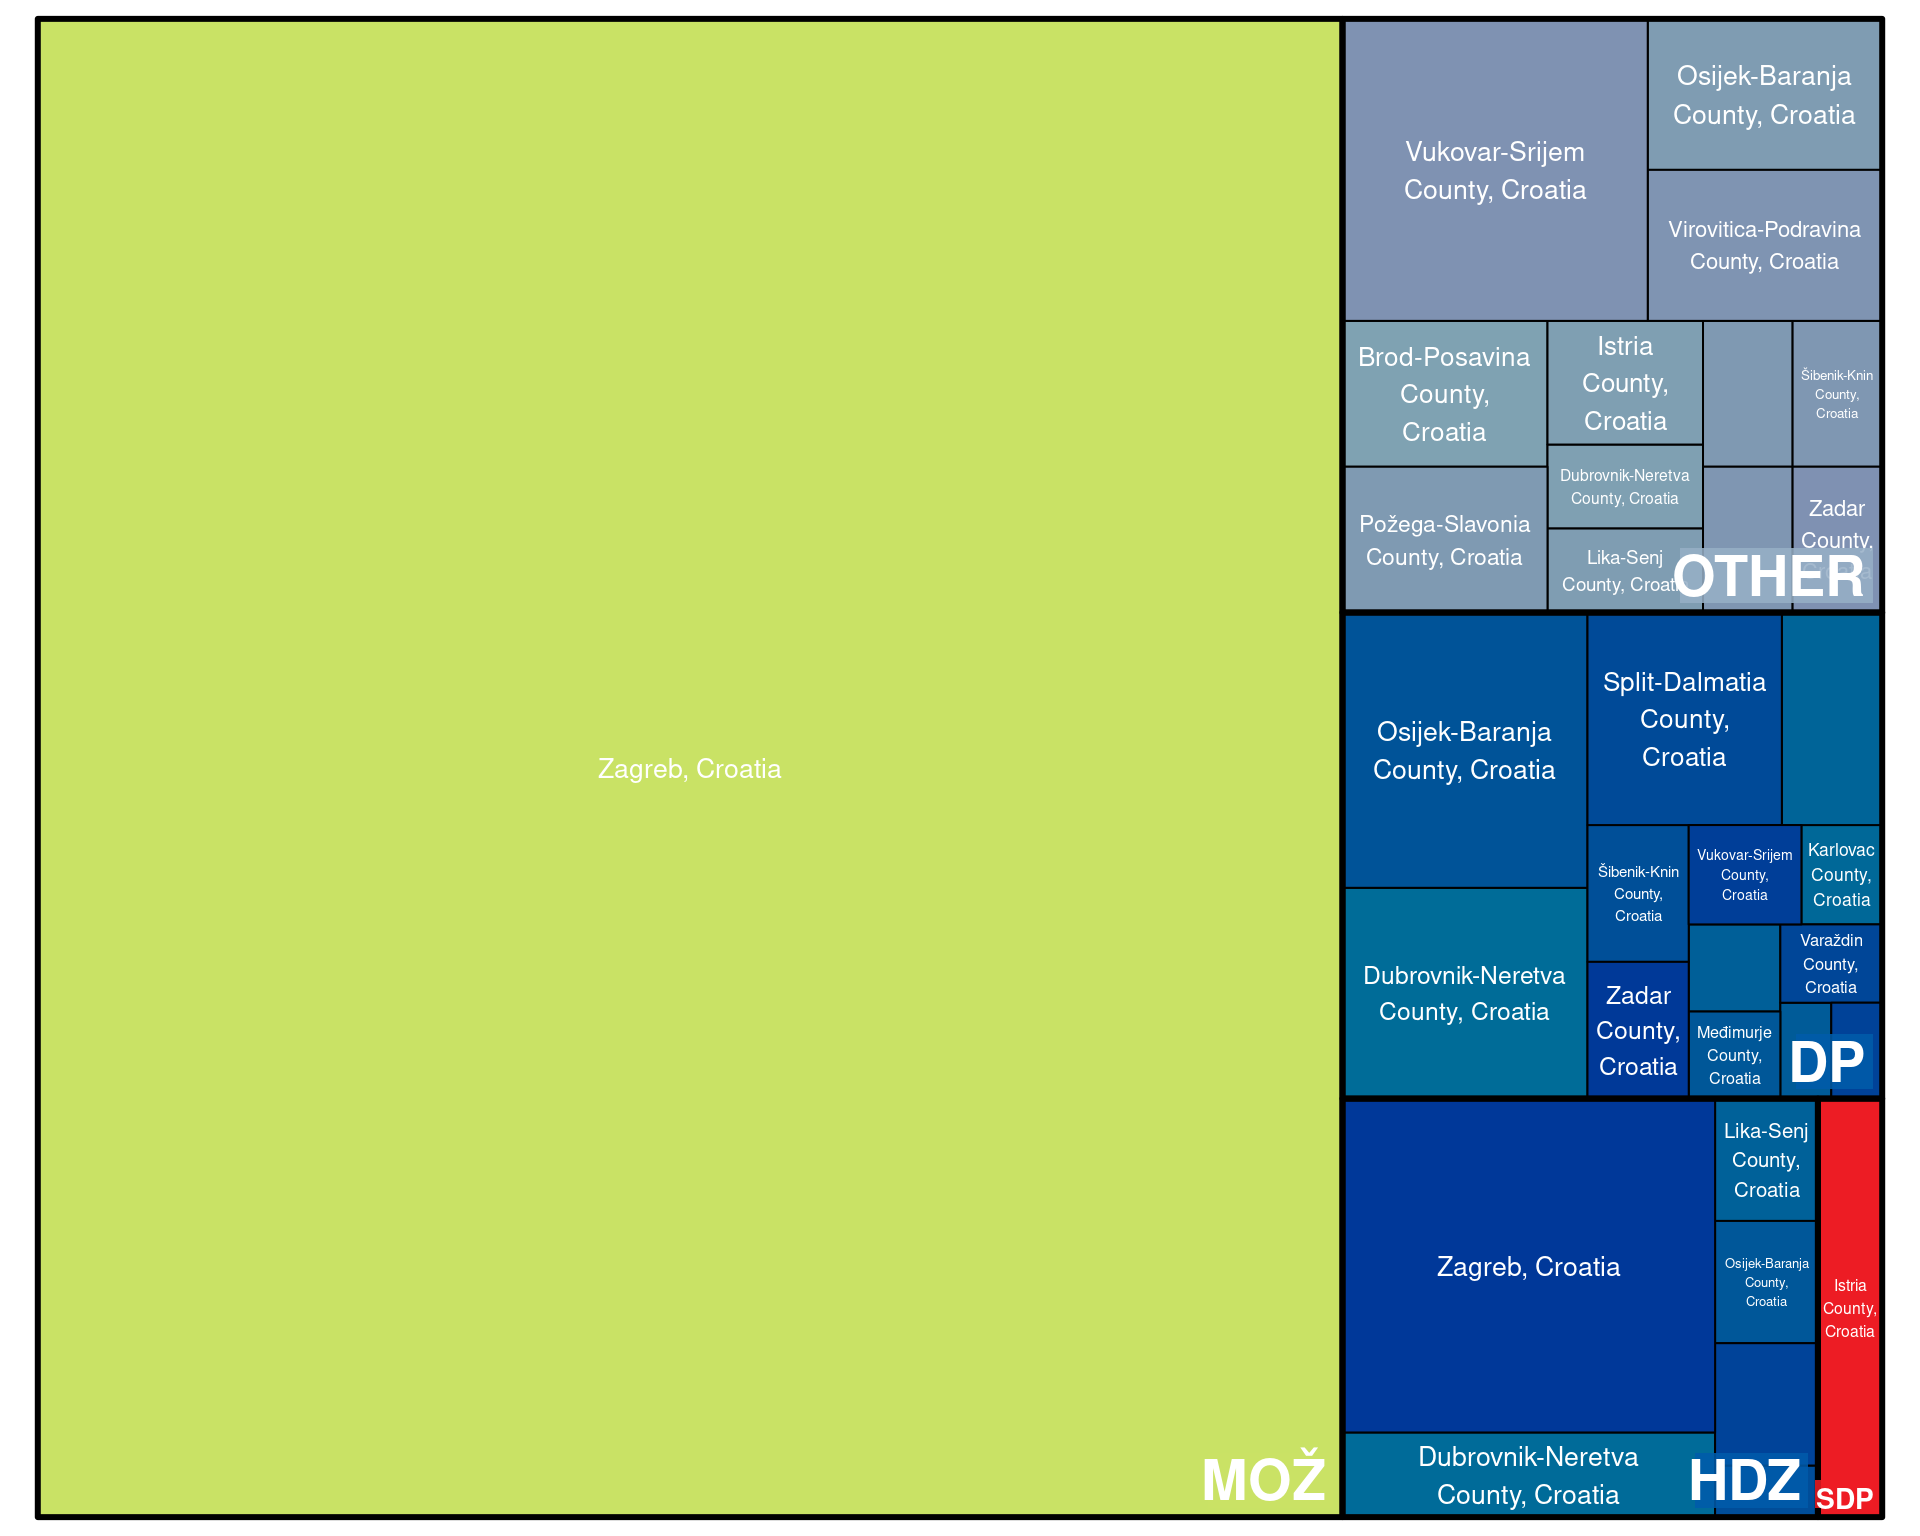 Zagreb, Croatia
MOŽ
Vukovar-Srijem
County, Croatia
Osijek-Baranja
County, Croatia
Virovitica-Podravina
County, Croatia
Brod-Posavina
County,
Croatia
Istria
County,
Croatia
Šibenik-Knin
County,
Croatia
Dubrovnik-Neretva
County, Croatia
Požega-Slavonia
County, Croatia
Lika-Senj
County, Croatia
Zadar
County,
Croatia
OTHER
Osijek-Baranja
County, Croatia
Split-Dalmatia
County,
Croatia
Šibenik-Knin
County,
Croatia
Vukovar-Srijem
County,
Croatia
Karlovac
County,
Croatia
Dubrovnik-Neretva
County, Croatia
Zadar
County,
Croatia
Varaždin
County,
Croatia
Međimurje
County,
Croatia
DP
Zagreb, Croatia
Lika-Senj
County,
Croatia
Osijek-Baranja
County,
Croatia
Dubrovnik-Neretva
County, Croatia
HDZ
Istria
County,
Croatia
SDP